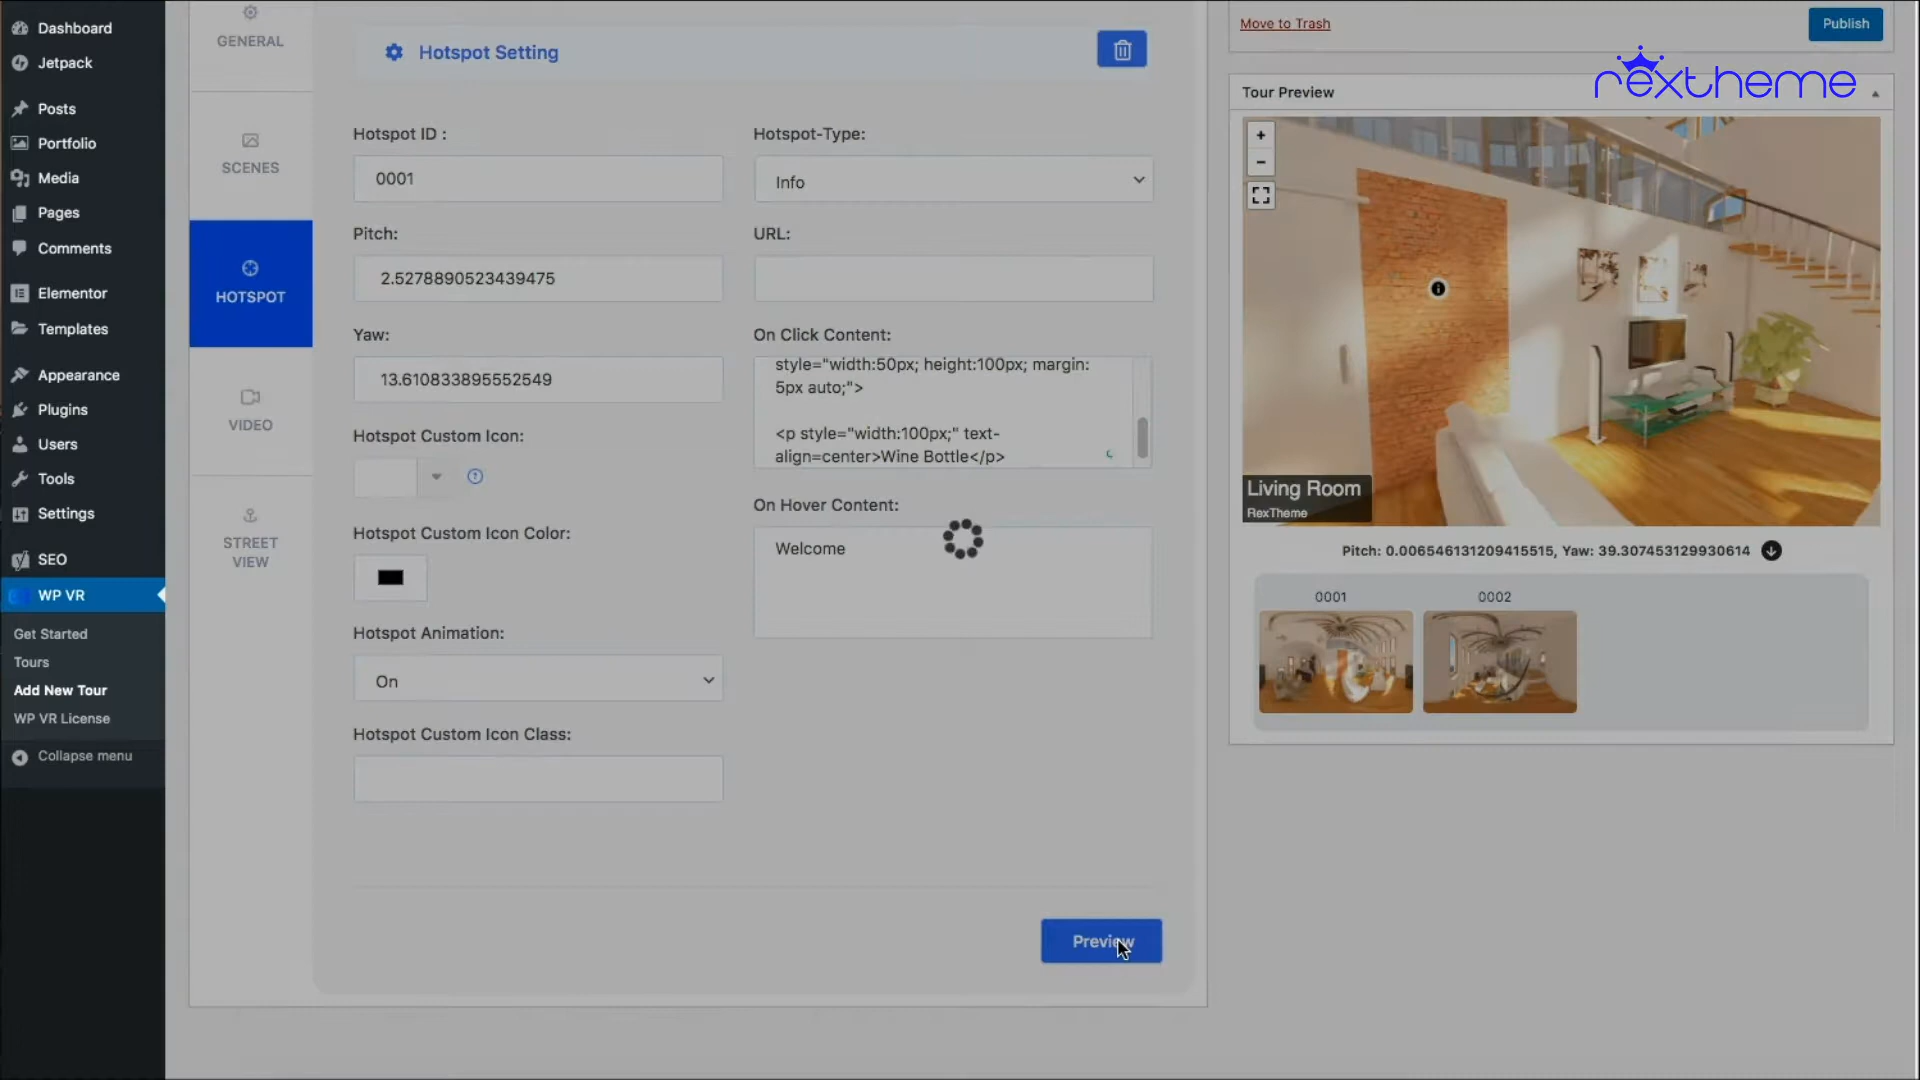 Dashboard
Jetpack
Posts
Portfolio
Media
Pages
Comments
Elementor
Templates
Appearance
Plugins
Users
Tools
Settings
SEO
WP VR
Get Started
Tours
Add New Tour
WP VR License
Collapse menu
GENERAL
SCENES
HOTSPOT
VIDEO
STREET
VIEW
Hotspot Setting
Hotspot ID :
0001
Pitch:
2.5278890523439475
Yaw:
13.610833895552549
Hotspot Custom Icon:
Hotspot Custom Icon Color:
Hotspot Animation:
On
Hotspot Custom Icon Class:
Hotspot-Type:
Info
URL:
On Click Content:
style="width:50px; height:100px; margin:
5px auto;">
<p style="width:100px;" text-
align=center>Wine Bottle</p>
On Hover Content:
Welcome
Preview
Move to Trash
Publish
rextheme
Tour Preview
+
−
Living Room
RexTheme
Pitch: 0.006546131209415515, Yaw: 39.307453129930614
0001
0002